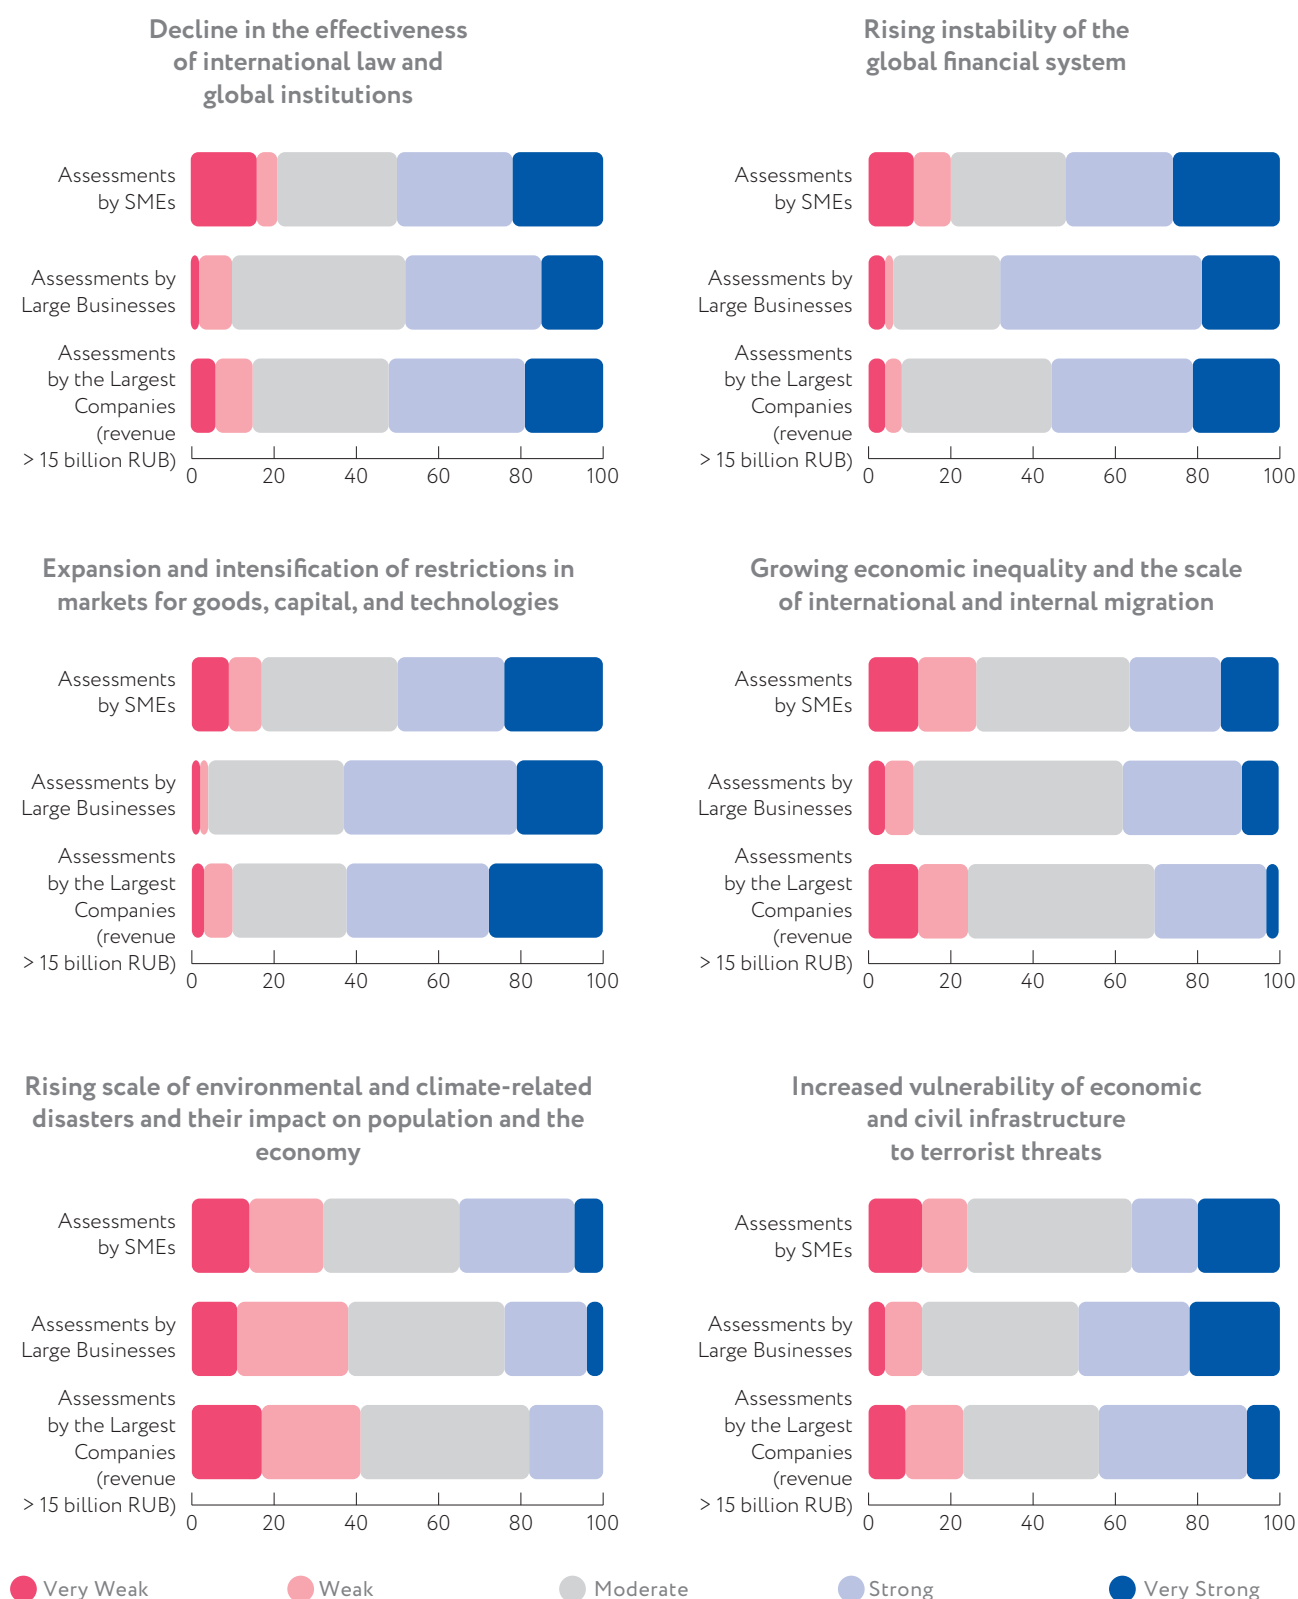 Decline in the effectiveness
of international law and
global institutions
Assessments
by SMEs
Assessments by
Large Businesses
Assessments
by the Largest
Companies
(revenue
> 15 billion RUB)
0 20 40 60 80 100
Rising instability of the
global financial system
Assessments
by SMEs
Assessments by
Large Businesses
Assessments
by the Largest
Companies
(revenue
> 15 billion RUB)
0 20 40 60 80 100
Expansion and intensification of restrictions in
markets for goods, capital, and technologies
Assessments
by SMEs
Assessments by
Large Businesses
Assessments
by the Largest
Companies
(revenue
> 15 billion RUB)
0 20 40 60 80 100
Growing economic inequality and the scale
of international and internal migration
Assessments
by SMEs
Assessments by
Large Businesses
Assessments
by the Largest
Companies
(revenue
> 15 billion RUB)
0 20 40 60 80 100
Rising scale of environmental and climate-related
disasters and their impact on population and the
economy
Assessments
by SMEs
Assessments by
Large Businesses
Assessments
by the Largest
Companies
(revenue
> 15 billion RUB)
0 20 40 60 80 100
Increased vulnerability of economic
and civil infrastructure
to terrorist threats
Assessments
by SMEs
Assessments by
Large Businesses
Assessments
by the Largest
Companies
(revenue
> 15 billion RUB)
0 20 40 60 80 100
Very Weak Weak Moderate Strong Very Strong